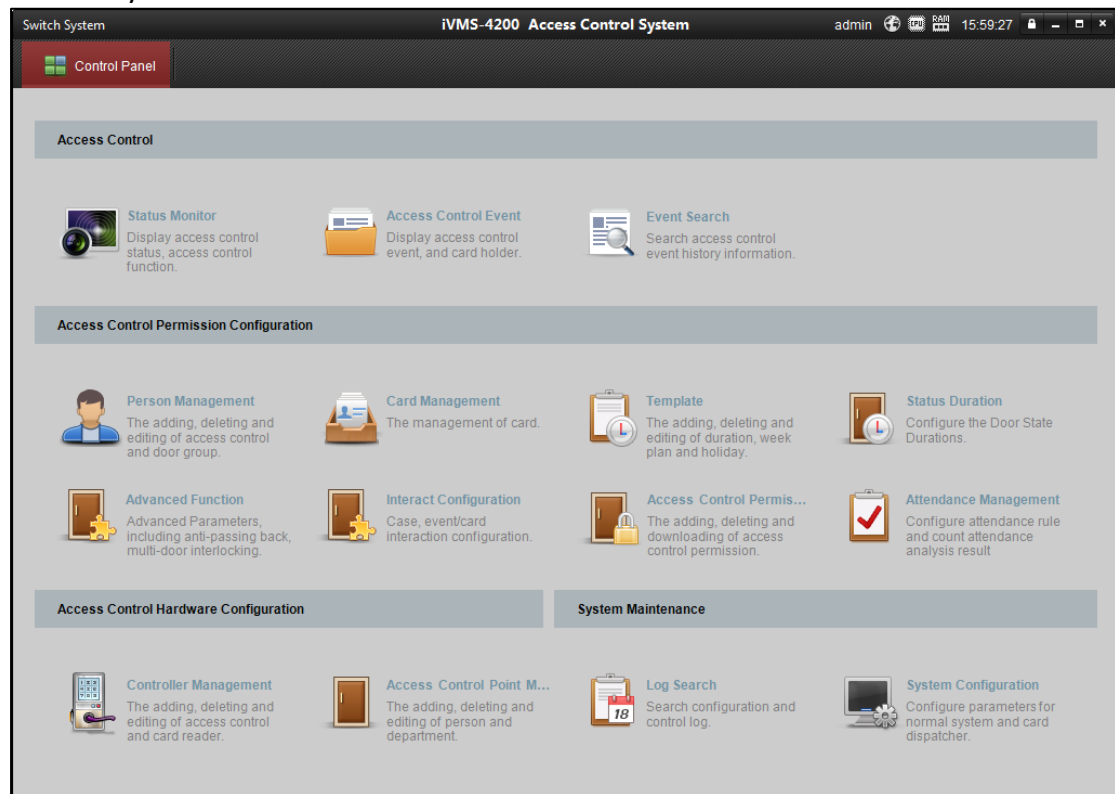 Switch System
iVMS-4200 Access Control System
admin
CPU
RAM
15:59:27
Control Panel
Access Control
Status Monitor
Display access control
status, access control
function.
Access Control Event
Display access control
event, and card holder.
Event Search
Search access control
event history information.
Access Control Permission Configuration
Person Management
The adding, deleting and
editing of access control
and door group.
Card Management
The management of card.
Template
The adding, deleting and
editing of duration, week
plan and holiday.
Status Duration
Configure the Door State
Durations.
Advanced Function
Advanced Parameters,
including anti-passing back,
multi-door interlocking.
Interact Configuration
Case, event/card
interaction configuration.
Access Control Permis...
The adding, deleting and
downloading of access
control permission.
Attendance Management
Configure attendance rule
and count attendance
analysis result
Access Control Hardware Configuration
System Maintenance
Controller Management
The adding, deleting and
editing of access control
and card reader.
Access Control Point M...
The adding, deleting and
editing of person and
department.
18
Log Search
Search configuration and
control log.
System Configuration
Configure parameters for
normal system and card
dispatcher.